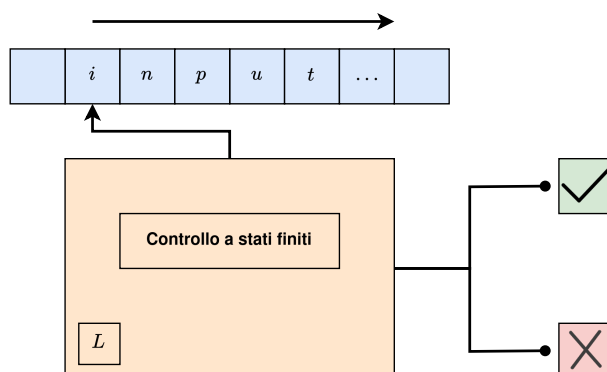 i n p u t ...
Controllo a stati finiti
L